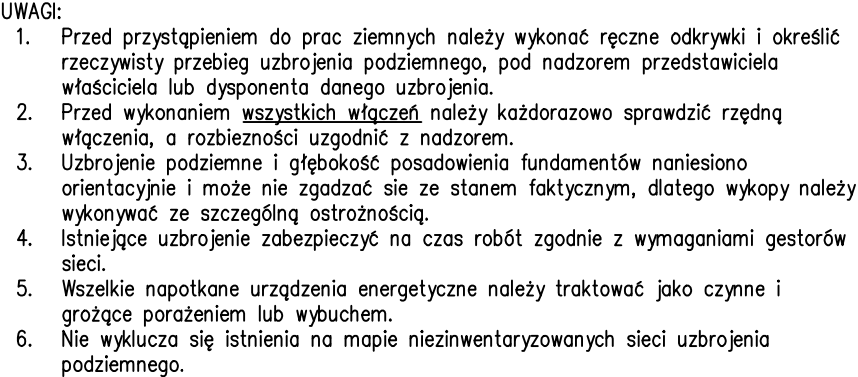 UWAGI:
1. Przed przystąpieniem do prac ziemnych należy wykonać ręczne odkrywki i określić
rzeczywisty przebieg uzbrojenia podziemnego, pod nadzorem przedstawiciela
właściciela lub dysponenta danego uzbrojenia.
2. Przed wykonaniem wszystkich włączeń należy każdorazowo sprawdzić rzędną
włączenia, a rozbiezności uzgodnić z nadzorem.
3. Uzbrojenie podziemne i głębokość posadowienia fundamentów naniesiono
orientacyjnie i może nie zgadzać sie ze stanem faktycznym, dlatego wykopy należy
wykonywać ze szczególną ostrożnością.
4. Istniejące uzbrojenie zabezpieczyć na czas robót zgodnie z wymaganiami gestorów
sieci.
5. Wszelkie napotkane urządzenia energetyczne należy traktować jako czynne i
grożące porażeniem lub wybuchem.
6. Nie wyklucza się istnienia na mapie niezinwentaryzowanych sieci uzbrojenia
podziemnego.